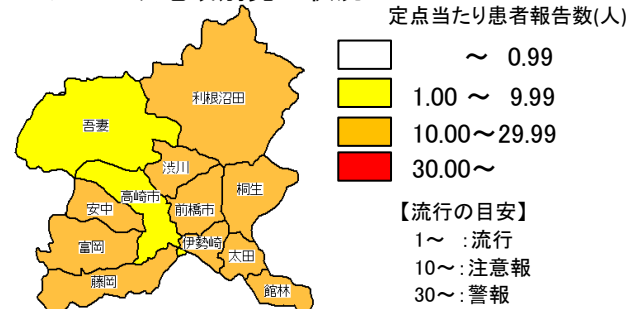 定点当たり患者報告数(人)
～ 0.99
1.00 ～ 9.99
10.00～29.99
30.00～
【流行の目安】
1～ :流行
10～:注意報
30～:警報
利根沼田
吾妻
渋川
桐生
高崎市
安中
前橋市
伊勢崎
富岡
太田
藤岡
館林